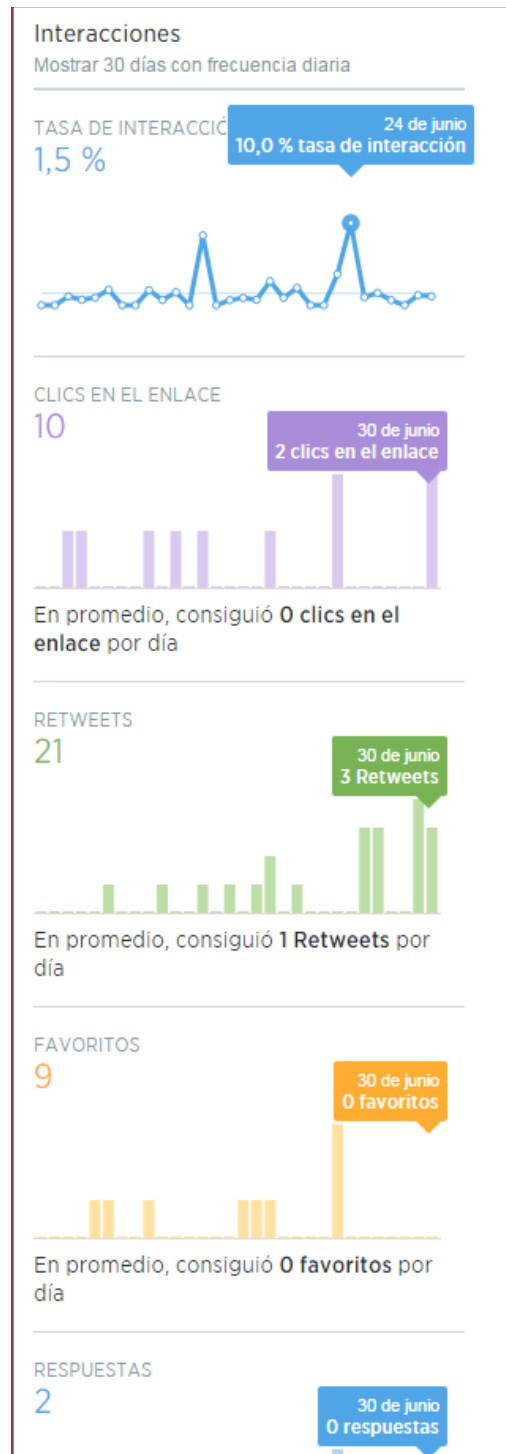 Interacciones
Mostrar 30 días con frecuencia diaria
TASA DE INTERACCIÓ
1,5 %
24 de junio
10,0 % tasa de interacción
CLICS EN EL ENLACE
10
30 de junio
2 clics en el enlace
En promedio, consiguió 0 clics en el
enlace por día
RETWEETS
21
30 de junio
3 Retweets
En promedio, consiguió 1 Retweets por
día
FAVORITOS
9
30 de junio
0 favoritos
En promedio, consiguió 0 favoritos por
día
RESPUESTAS
2
30 de junio
0 respuestas